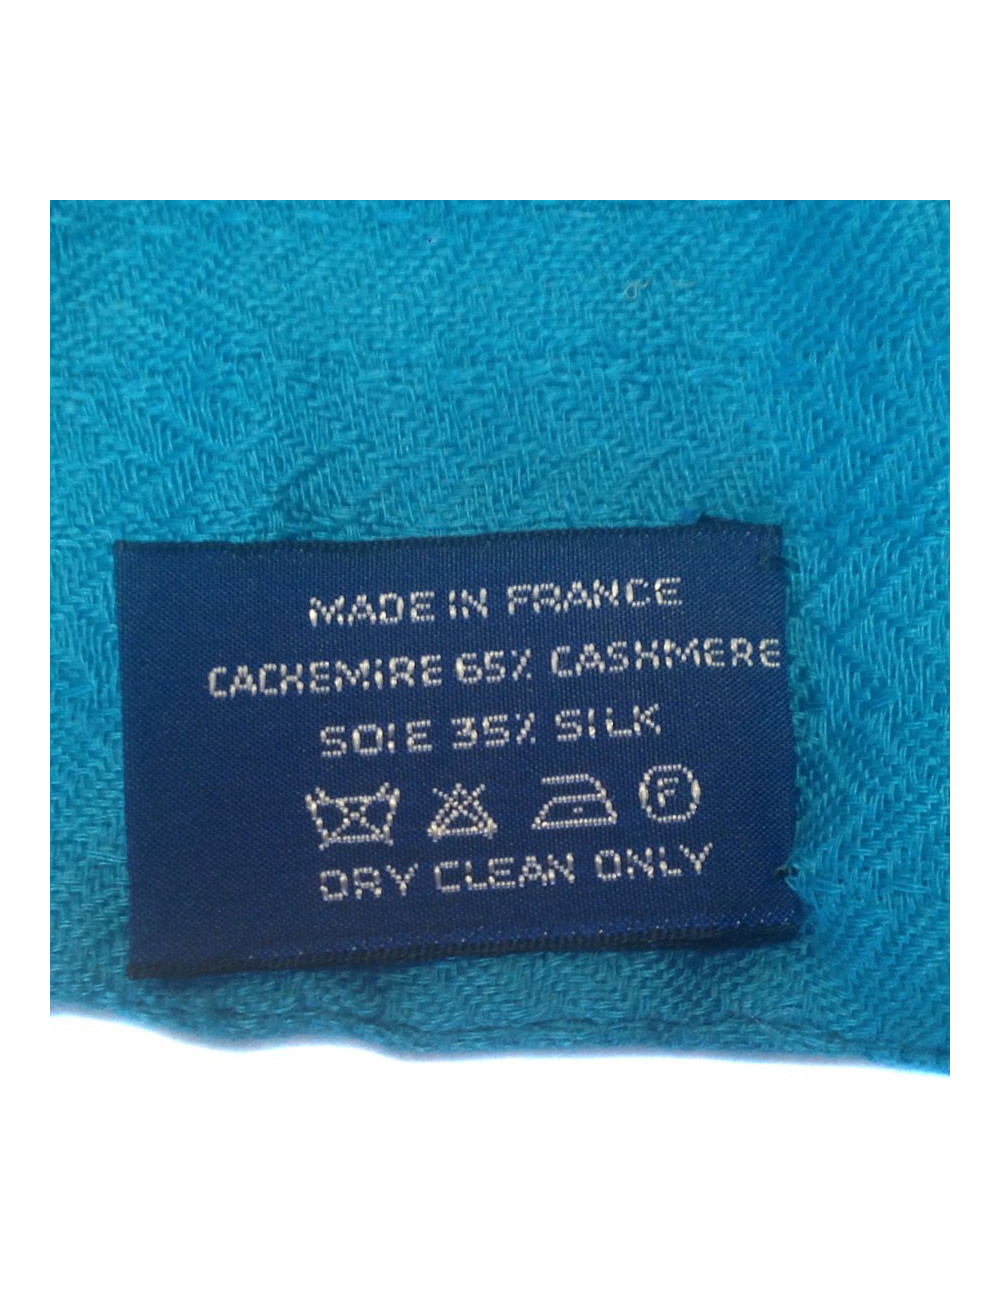 MADE IN FRANCE
CACHEMIRE 65% CASHMERE
SOIE 35% SILK
F
DRY CLEAN ONLY